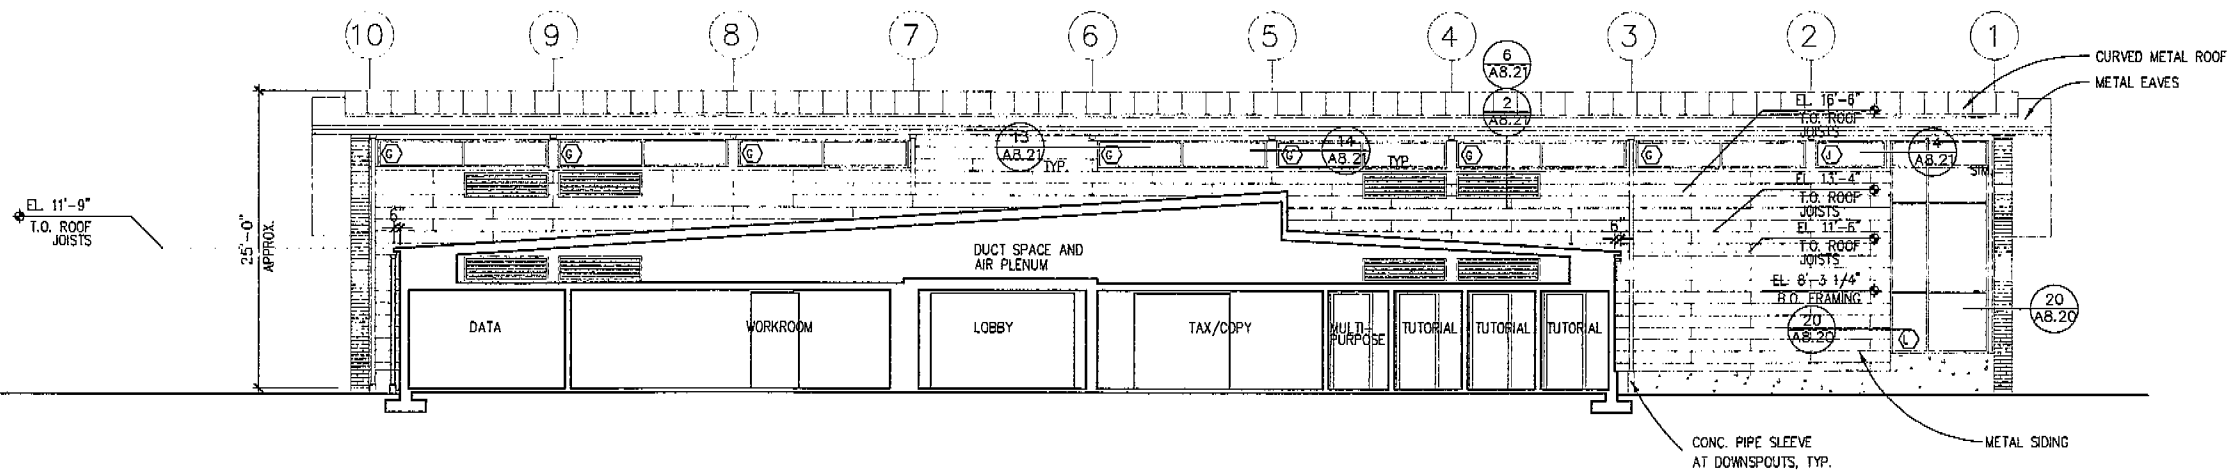 10
9
8
7
6
5
4
3
2
1
6
A8.21
2
A8.21
CURVED METAL ROOF
METAL EAVES
EL. 16'-6"
T.O. ROOF
JOISTS
G
G
G
13
A8.21
TYP.
G
G
14
A8.21
TYP.
G
G
J
14
A8.21
SIM.
EL. 13'-4"
T.O. ROOF
JOISTS
EL. 11'-9"
T.O. ROOF
JOISTS
25'-0"
APPROX.
6"
6"
EL. 11'-6"
T.O. ROOF
JOISTS
DUCT SPACE AND
AIR PLENUM
EL. 8'-3 1/4"
B.O. FRAMING
20
A8.20
20
A8.20
L
DATA
WORKROOM
LOBBY
TAX/COPY
MULTI-
PURPOSE
TUTORIAL
TUTORIAL
TUTORIAL
CONC. PIPE SLEEVE
AT DOWNSPOUTS, TYP.
METAL SIDING